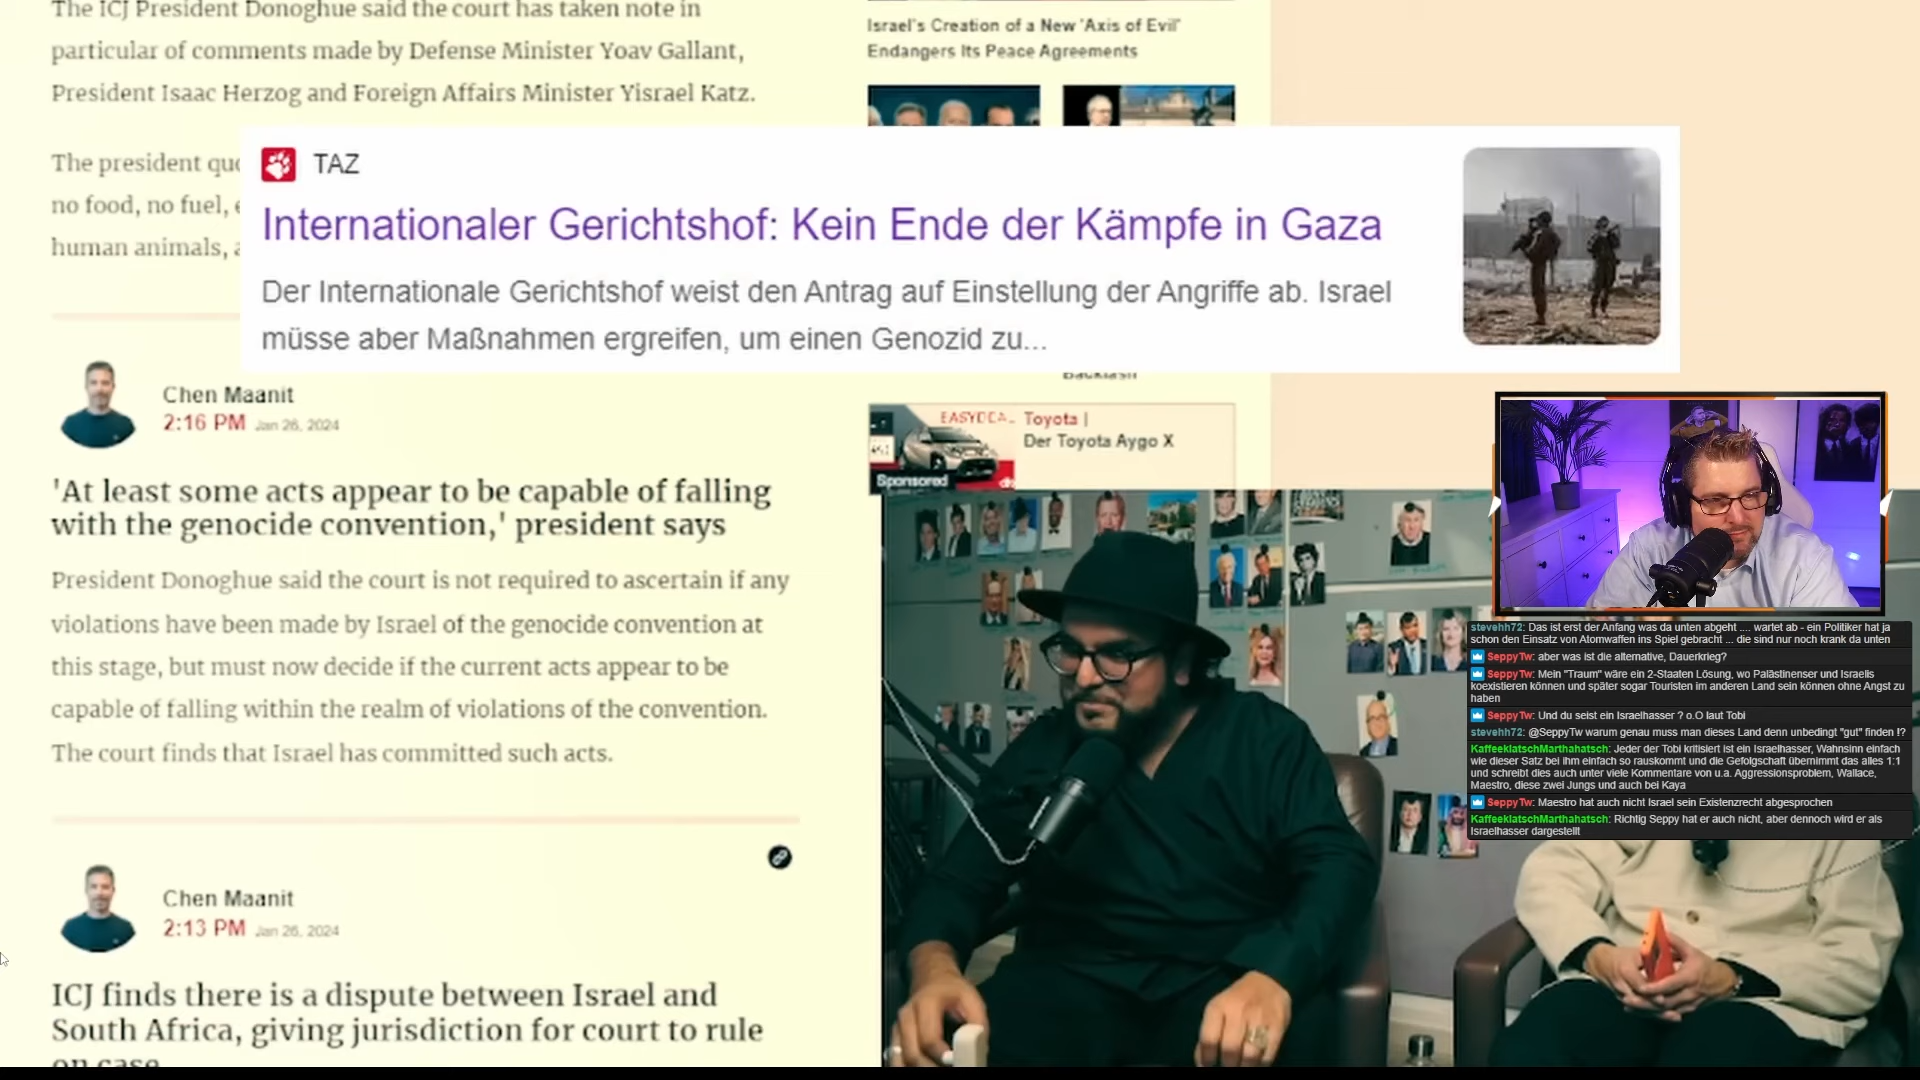 The ICJ President Donoghue said the court has taken note in
particular of comments made by Defense Minister Yoav Gallant,
President Isaac Herzog and Foreign Affairs Minister Yisrael Katz.
The president
no food, no fuel,
human animals,
Israel's Creation of a New 'Axis of Evil'
Endangers Its Peace Agreements
TAZ
Internationaler Gerichtshof: Kein Ende der Kämpfe in Gaza
Der Internationale Gerichtshof weist den Antrag auf Einstellung der Angriffe ab. Israel
müsse aber Maßnahmen ergreifen, um einen Genozid zu...
Backlash
Chen Maanit
2:16 PM Jan 26, 2024
'At least some acts appear to be capable of falling
with the genocide convention,' president says
President Donoghue said the court is not required to ascertain if any
violations have been made by Israel of the genocide convention at
this stage, but must now decide if the current acts appear to be
capable of falling within the realm of violations of the convention.
The court finds that Israel has committed such acts.
Chen Maanit
2:13 PM Jan 26, 2024
ICJ finds there is a dispute between Israel and
South Africa, giving jurisdiction for court to rule
on case
EASYDEA..
Toyota |
Der Toyota Aygo X
Sponsored
stevehh72: Das ist erst der Anfang was da unten abgeht .... wartet ab - ein Politiker hat ja
schon den Einsatz von Atomwaffen ins Spiel gebracht ... die sind nur noch krank da unten
SeppyTw: aber was ist die alternative, Dauerkrieg?
SeppyTw: Mein "Traum" wäre ein 2-Staaten Lösung, wo Palästinenser und Israelis
koexistieren können und später sogar Touristen im anderen Land sein können ohne Angst zu
haben
SeppyTw: Und du seist ein Israelhasser ? o.O laut Tobi
stevehh72: @SeppyTw warum genau muss man dieses Land denn unbedingt "gut" finden !?
KaffeeklatschMarthahatsch: Jeder der Tobi kritisiert ist ein Israelhasser, Wahnsinn einfach
wie dieser Satz bei ihm einfach so rauskommt und die Gefolgschaft übernimmt das alles 1:1
und schreibt dies auch unter viele Kommentare von u.a. Aggressionsproblem, Wallace,
Maestro, diese zwei Jungs und auch bei Kaya
SeppyTw: Maestro hat auch nicht Israel sein Existenzrecht abgesprochen
KaffeeklatschMarthahatsch: Richtig Seppy hat er auch nicht, aber dennoch wird er als
Israelhasser dargestellt